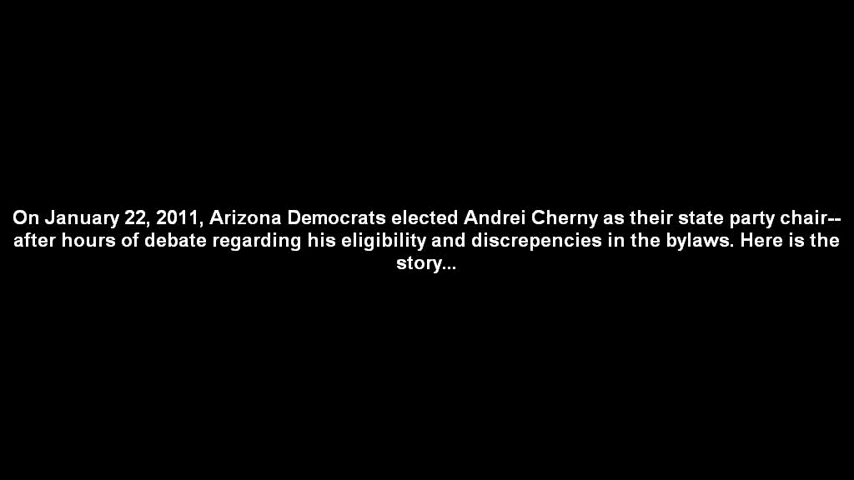 On January 22, 2011, Arizona Democrats elected Andrei Cherny as their state party chair--
after hours of debate regarding his eligibility and discrepencies in the bylaws. Here is the
story...